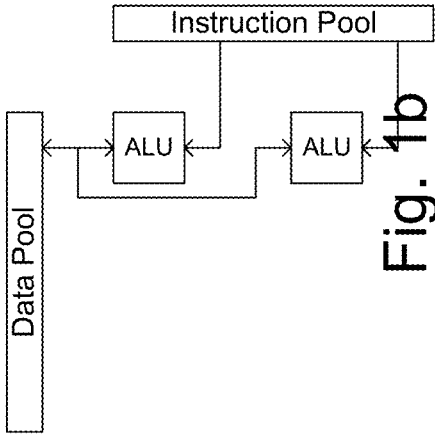 Instruction Pool
ALU
ALU
Data Pool
Fig. 1b